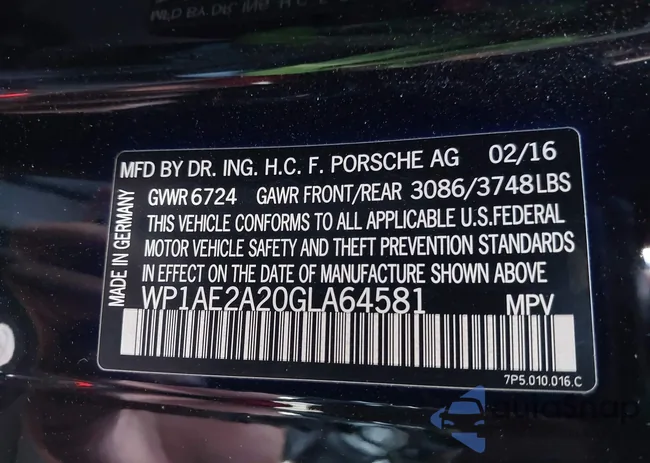 MFD BY DR. ING. H.C. F. PORSCHE AG 02/16
GVWR 6724 GAWR FRONT/REAR 3086/3748LBS
THIS VEHICLE CONFORMS TO ALL APPLICABLE U.S.FEDERAL
MOTOR VEHICLE SAFETY AND THEFT PREVENTION STANDARDS
IN EFFECT ON THE DATE OF MANUFACTURE SHOWN ABOVE
WP1AE2A20GLA64581 MPV
MADE IN GERMANY
7P5.010.016.C
AutoSnap